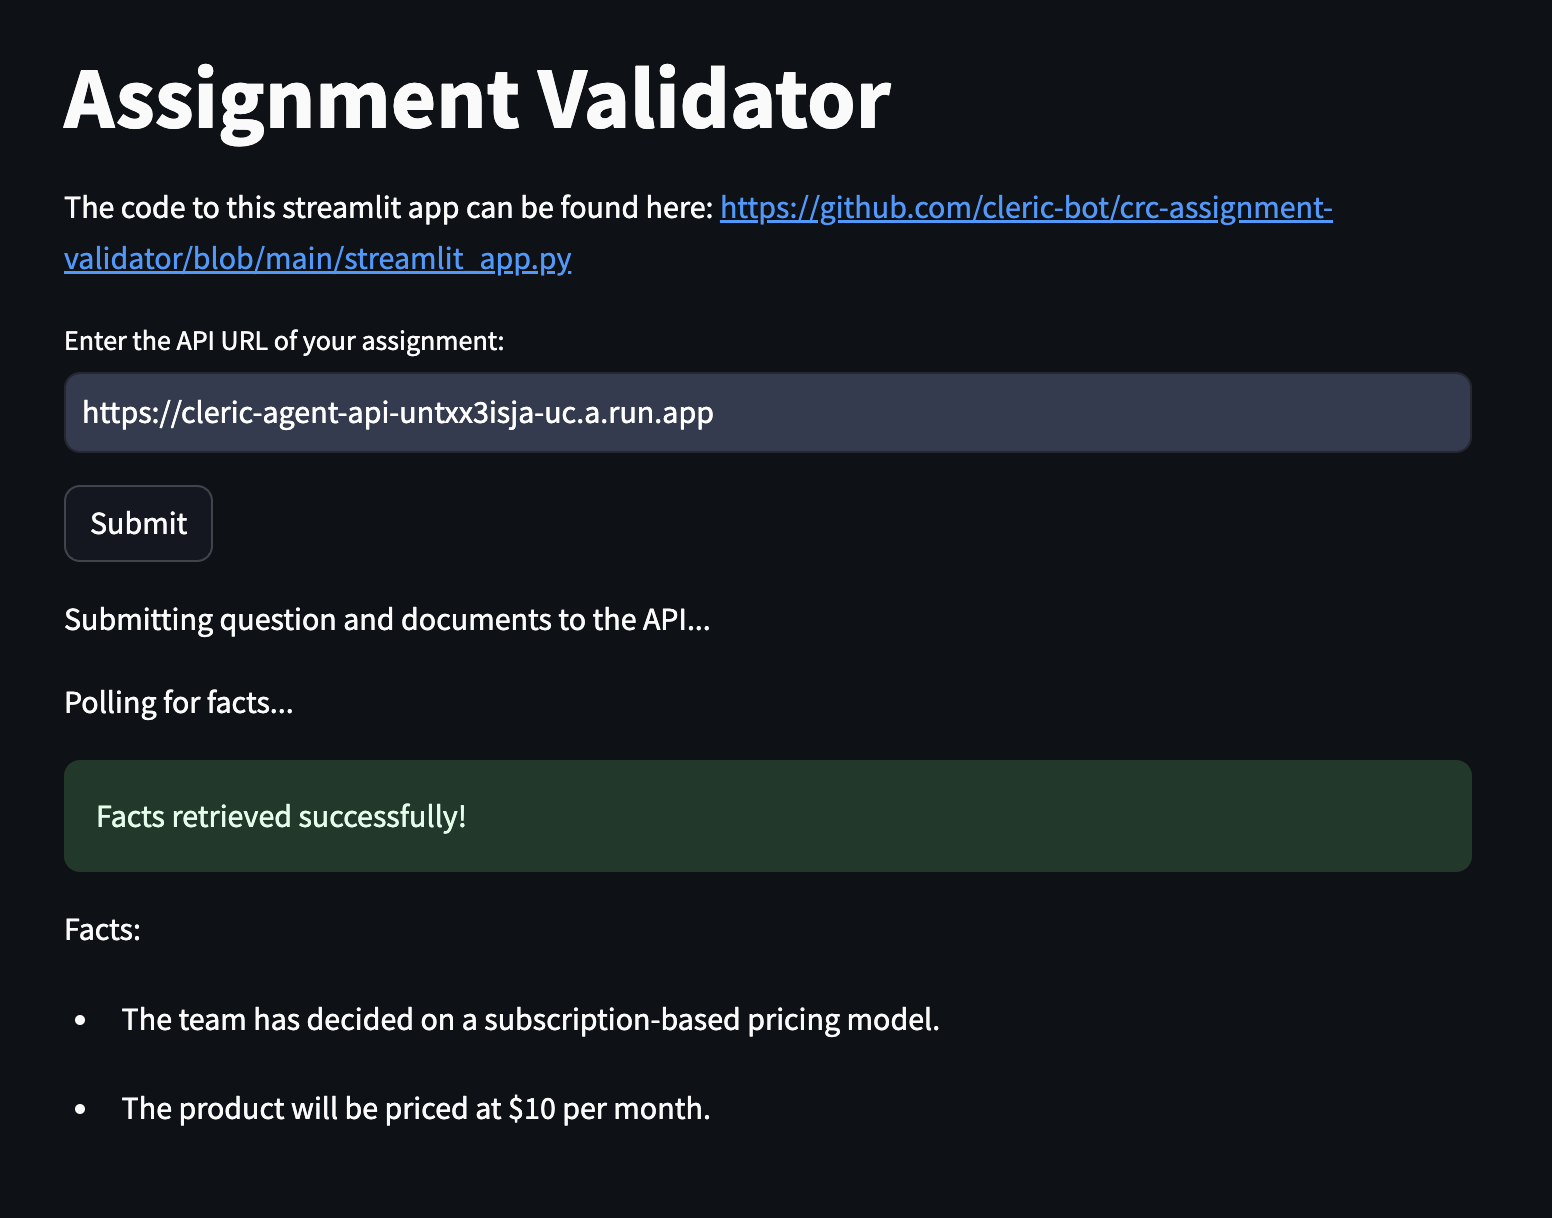 Assignment Validator
The code to this streamlit app can be found here: https://github.com/cleric-bot/crc-assignment-
validator/blob/main/streamlit_app.py
Enter the API URL of your assignment:
https://cleric-agent-api-untxx3isja-uc.a.run.app
Submit
Submitting question and documents to the API...
Polling for facts...
Facts retrieved successfully!
Facts:
• The team has decided on a subscription-based pricing model.
• The product will be priced at $10 per month.